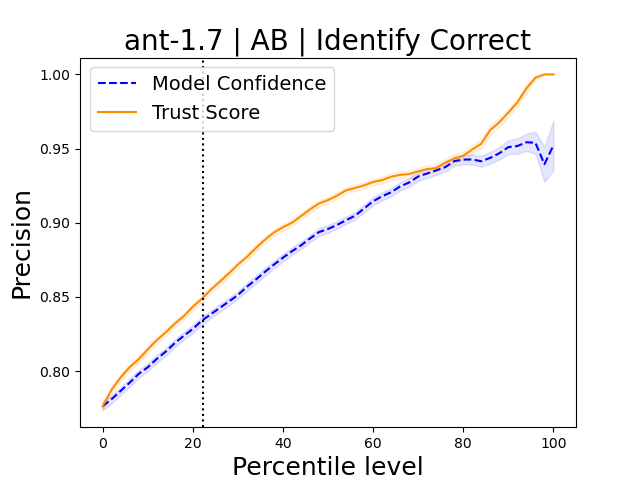 ant-1.7 | AB | Identify Correct
Model Confidence
Trust Score
1.00
0.95
0.90
0.85
0.80
Precision
0
20
40
60
80
100
Percentile level